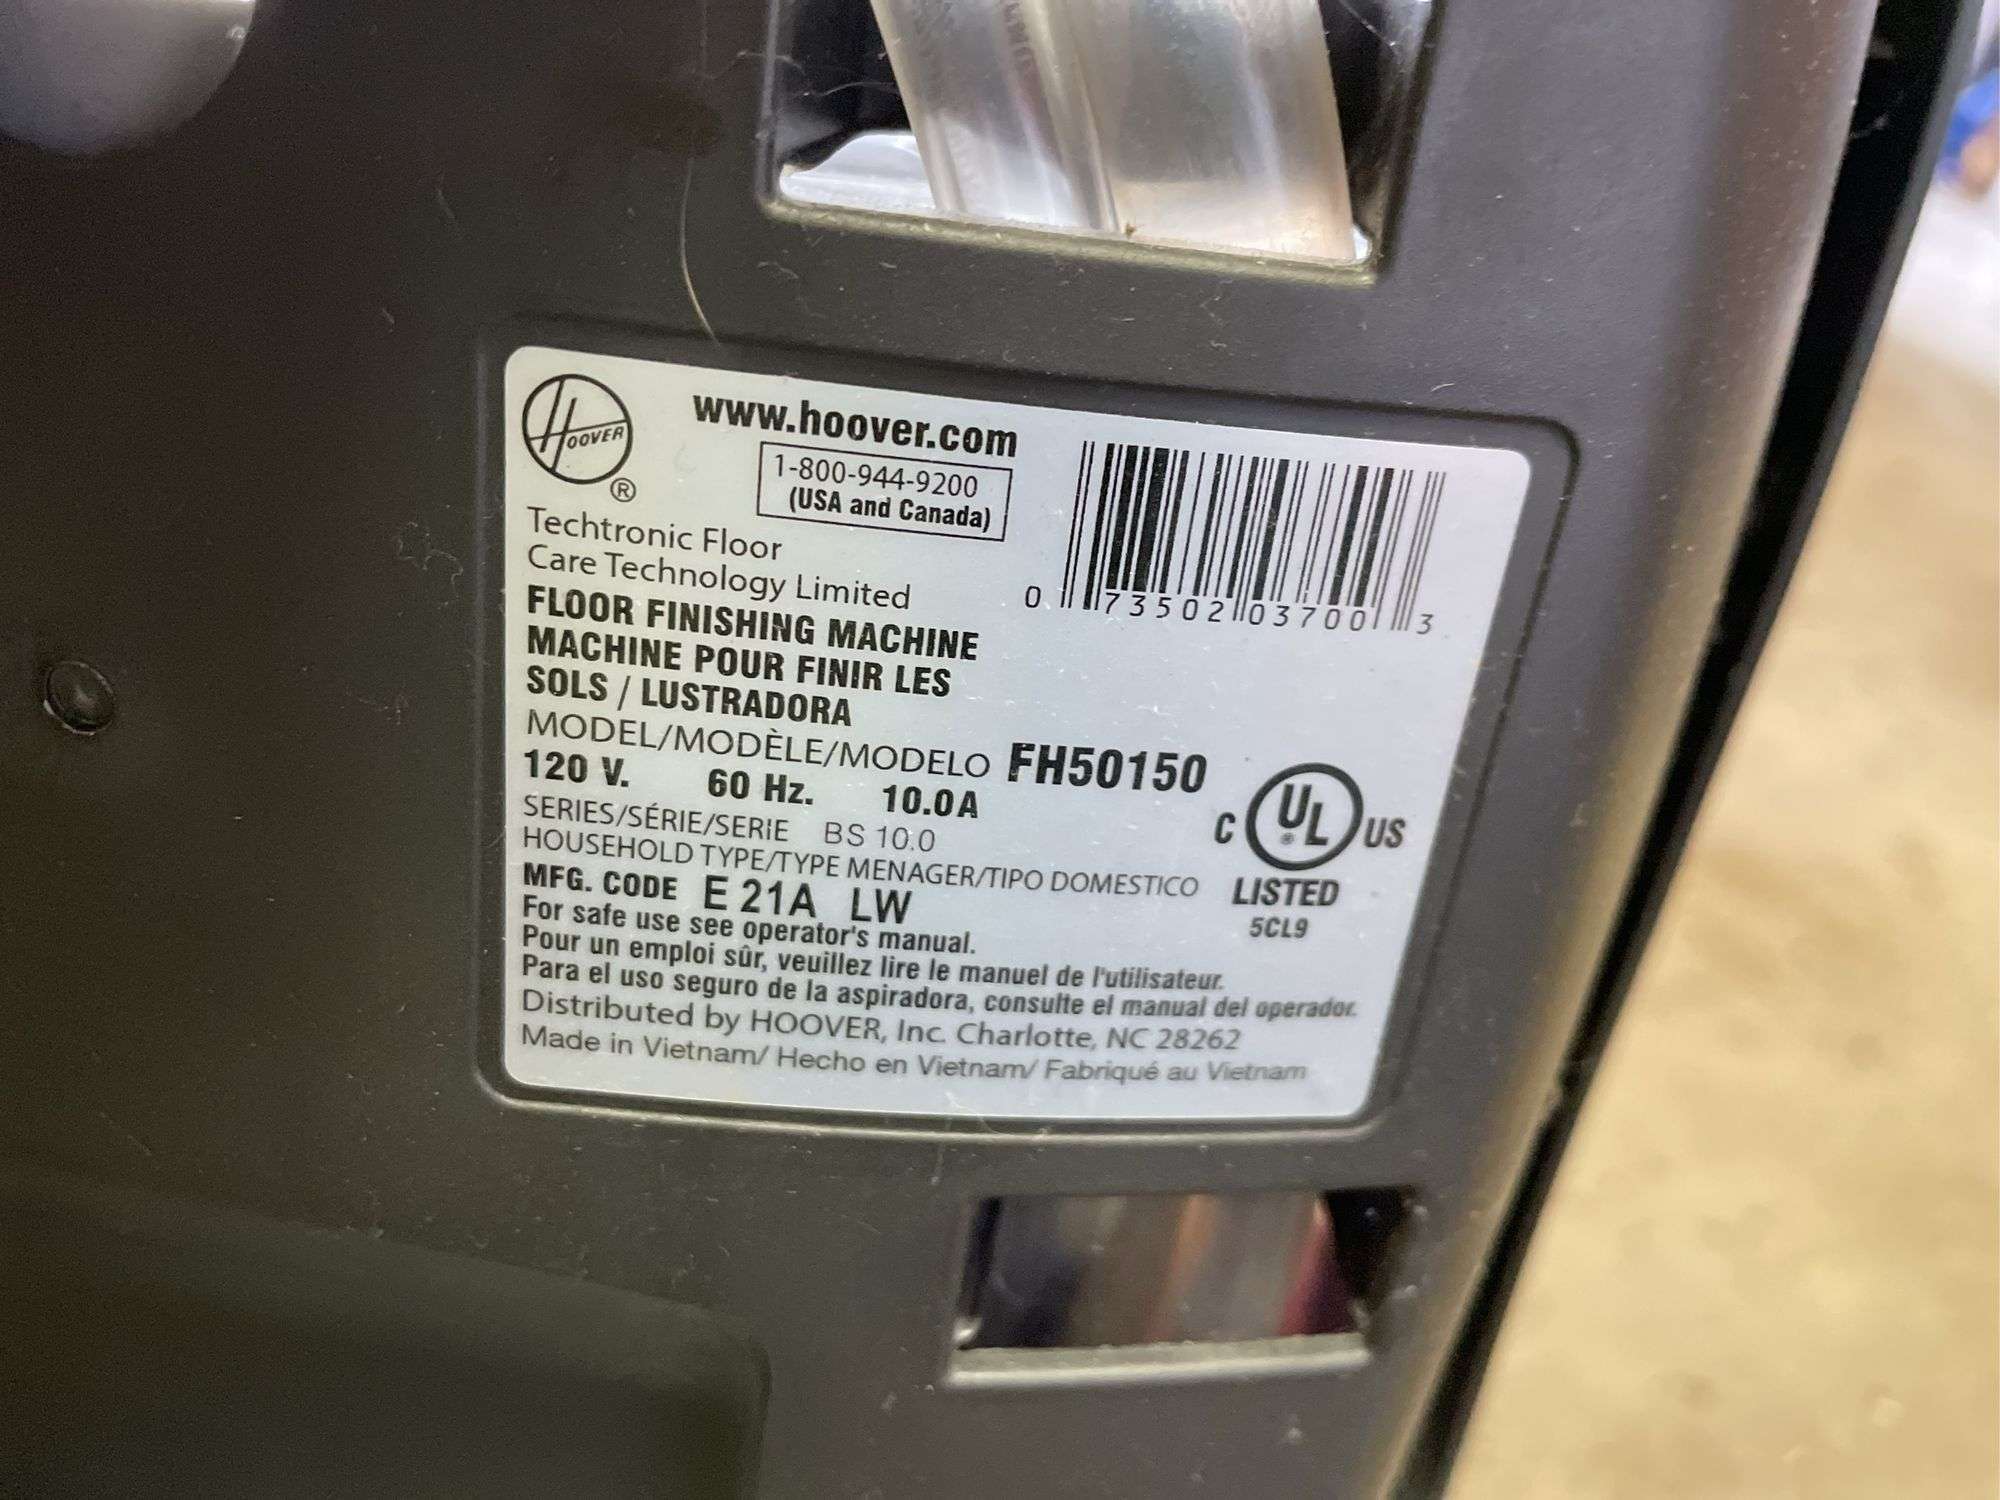 HOOVER
®
www.hoover.com
1-800-944-9200
(USA and Canada)
0 73502 03700 3
Techtronic Floor
Care Technology Limited
FLOOR FINISHING MACHINE
MACHINE POUR FINIR LES
SOLS / LUSTRADORA
MODEL/MODÈLE/MODELO FH50150
120 V. 60 Hz. 10.0A
SERIES/SÉRIE/SERIE BS 10.0
HOUSEHOLD TYPE/TYPE MENAGER/TIPO DOMESTICO
C UL ® US
LISTED
5CL9
MFG. CODE E 21A LW
For safe use see operator's manual.
Pour un emploi sûr, veuillez lire le manuel de l'utilisateur.
Para el uso seguro de la aspiradora, consulte el manual del operador.
Distributed by HOOVER, Inc. Charlotte, NC 28262
Made in Vietnam/ Hecho en Vietnam/ Fabriqué au Vietnam